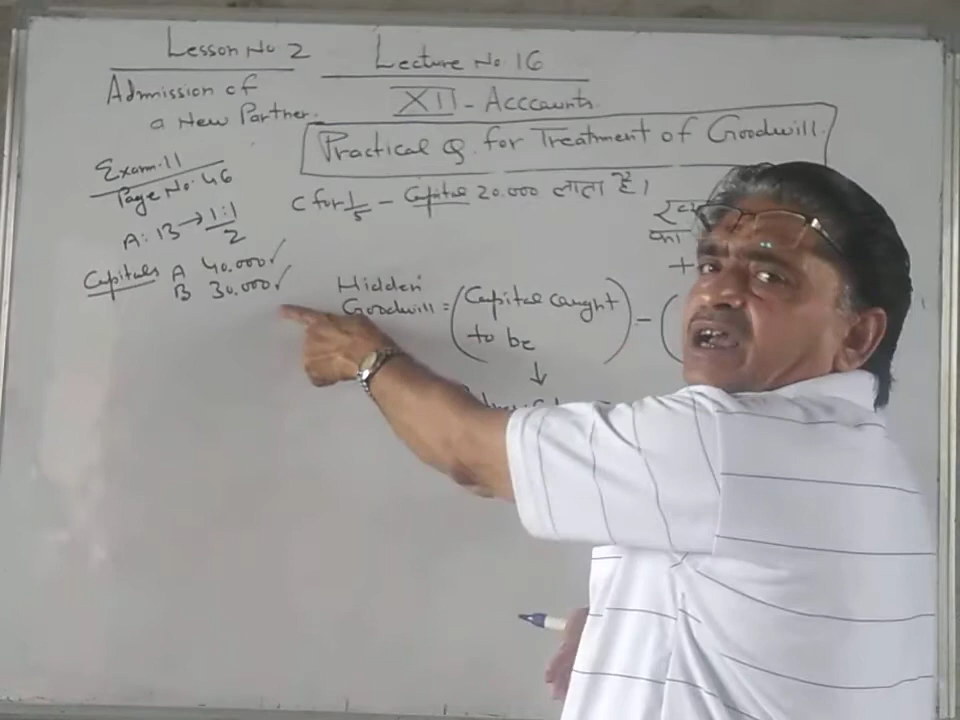 Lesson No 2
Lecture No. 16
Admission of
a New Partner.
XII - Acccounts
Practical Q. for Treatment of Goodwill.
Exam. 11
Page No. 46
C for 1/5 - Capital 20.000 लाता है।
A: B → 1:1
2
Capitals A 40.000 ✓
B 30.000 ✓
Hidden
Goodwill = (Capital caught to be) - (
का
+
↓